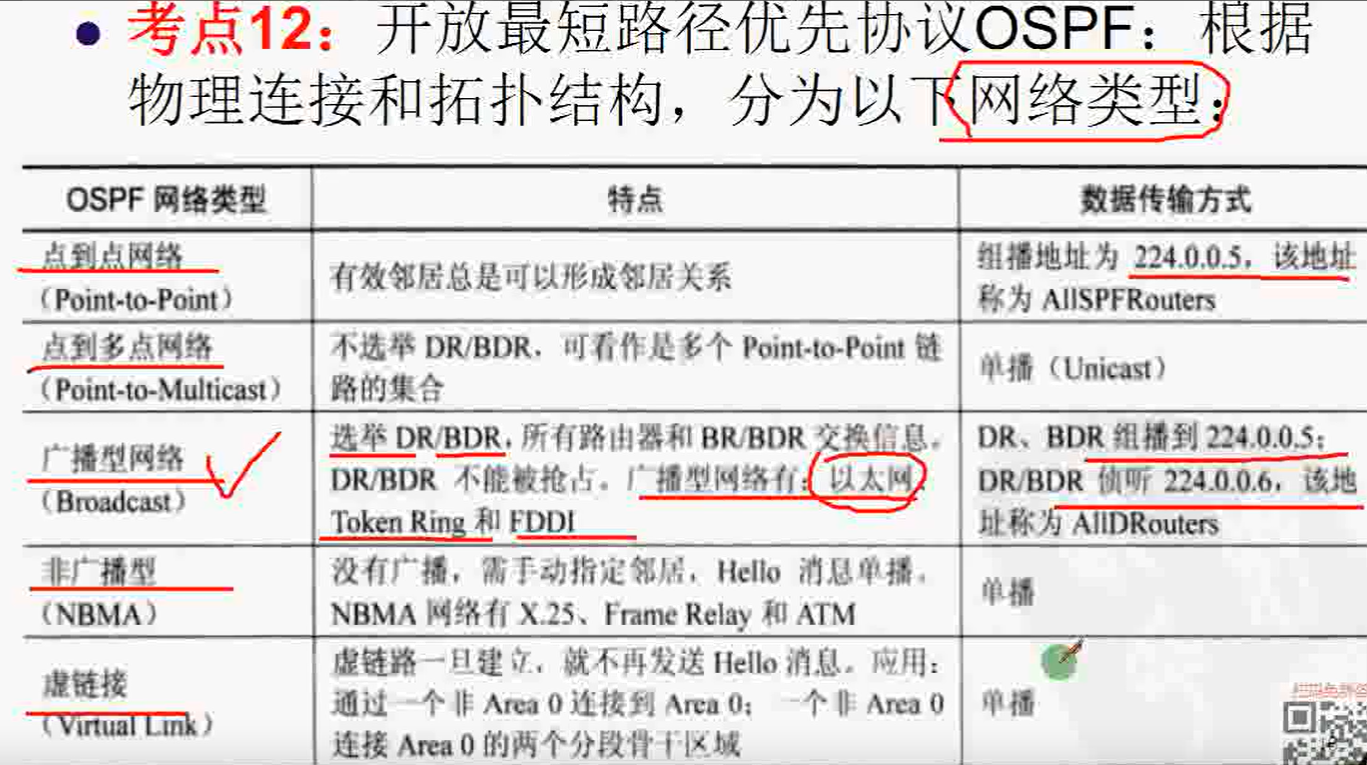 考点12：开放最短路径优先协议OSPF：根据
物理连接和拓扑结构，分为以下网络类型：
OSPF 网络类型
特点
数据传输方式
点到点网络
（Point-to-Point）
有效邻居总是可以形成邻居关系
组播地址为 224.0.0.5，该地址
称为 AllSPFRouters
点到多点网络
（Point-to-Multicast）
不选举 DR/BDR，可看作是多个 Point-to-Point 链
路的集合
单播（Unicast）
广播型网络
（Broadcast）
选举 DR/BDR，所有路由器和 BR/BDR 交换信息。
DR/BDR 不能被抢占。广播型网络有：以太网、
Token Ring 和 FDDI
DR、BDR 组播到 224.0.0.5；
DR/BDR 侦听 224.0.0.6，该地
址称为 AllDRouters
非广播型
（NBMA）
没有广播，需手动指定邻居，Hello 消息单播。
NBMA 网络有 X.25、Frame Relay 和 ATM
单播
虚链接
（Virtual Link）
虚链路一旦建立，就不再发送 Hello 消息。应用：
通过一个非 Area 0 连接到 Area 0；一个非 Area 0
连接 Area 0 的两个分段骨干区域
单播